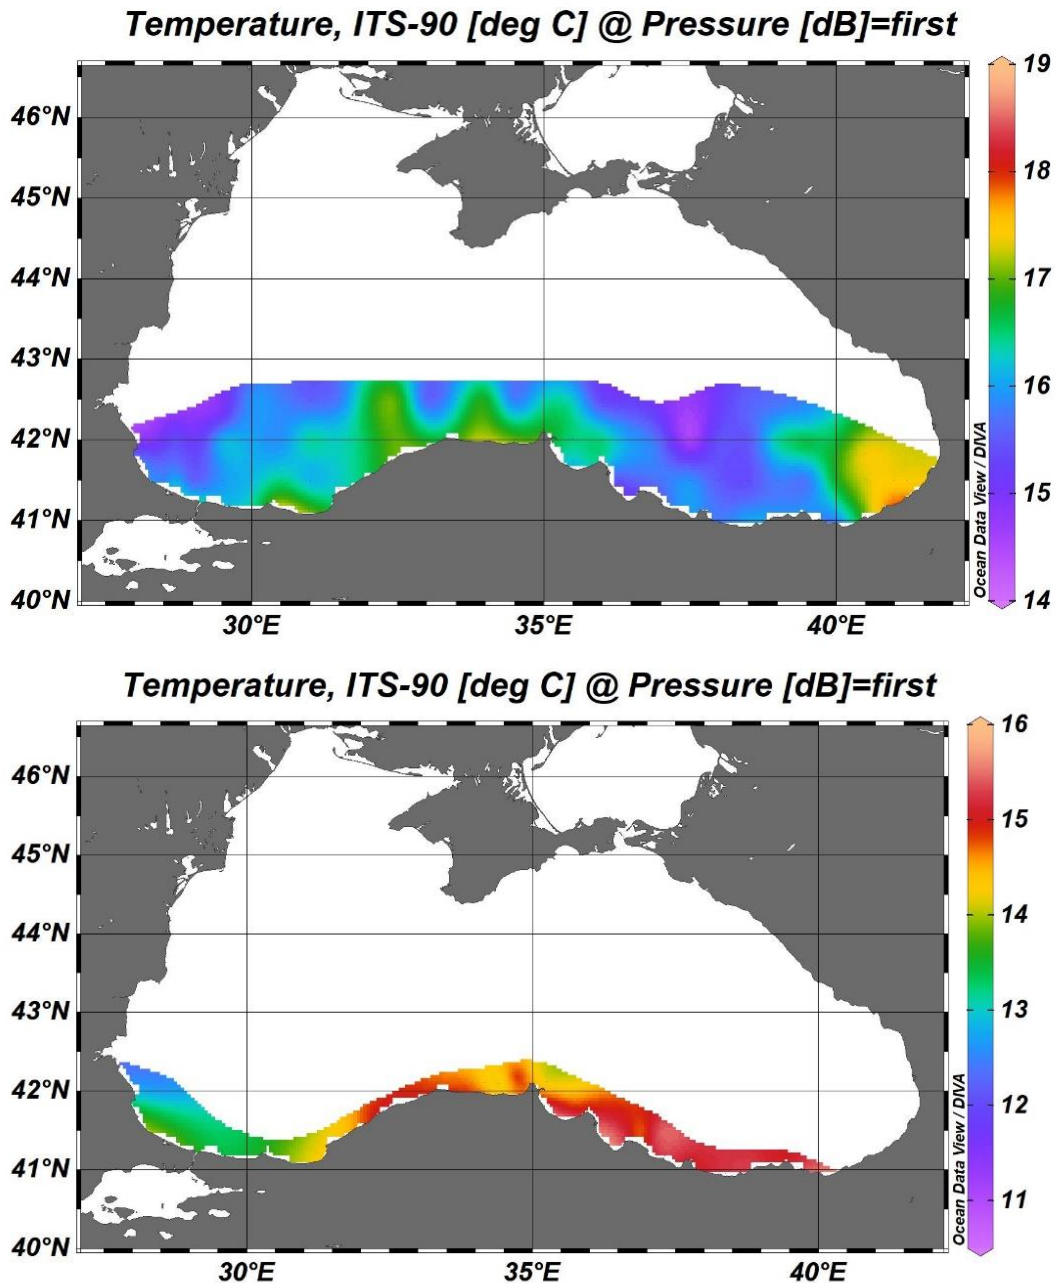 Temperature, ITS-90 [deg C] @ Pressure [dB]=first
46°N
45°N
44°N
43°N
42°N
41°N
40°N
30°E
35°E
40°E
19
18
17
16
15
14
Ocean Data View / DIVA
Temperature, ITS-90 [deg C] @ Pressure [dB]=first
46°N
45°N
44°N
43°N
42°N
41°N
40°N
30°E
35°E
40°E
16
15
14
13
12
11
Ocean Data View / DIVA